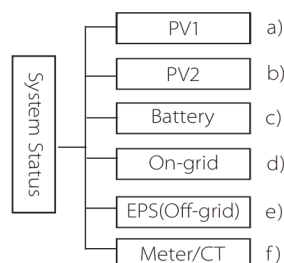 System Status
PV1 a)
PV2 b)
Battery c)
On-grid d)
EPS(Off-grid) e)
Meter/CT f)